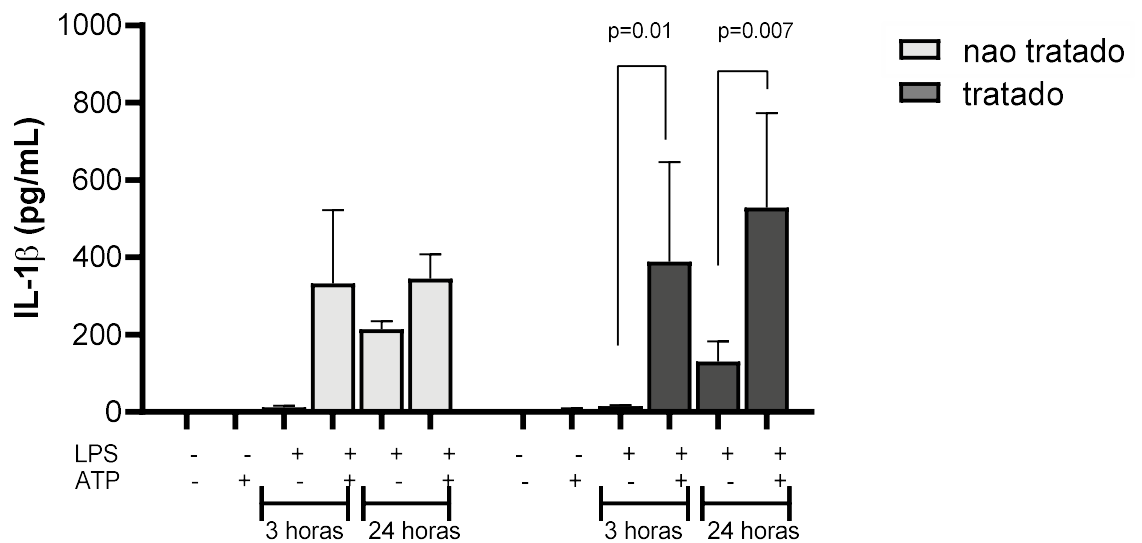 1000
p=0.01 p=0.007
nao tratado
tratado
800
600
400
200
0
IL-1β (pg/mL)
LPS - - + + + + - - + + + +
ATP - + - + - + - + - + - +
3 horas 24 horas 3 horas 24 horas